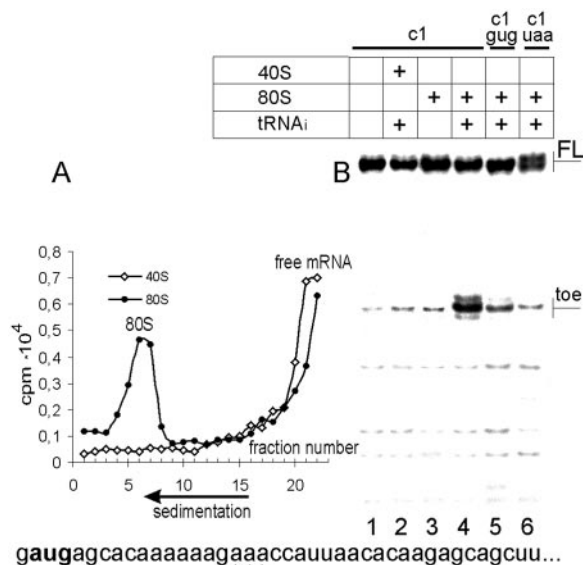 c1 c1
c1 gug uaa
40S +
80S + + + +
tRNAi + + + +
A B FL
0,8
0,7 free mRNA
40S
80S
toe
0,6
0,5 80S
0,4
0,3
0,2
0,1 fraction number
0
cpm ·10⁴
0 5 10 15 20
sedimentation
1 2 3 4 5 6
gaugagcacaaaaaagaaaccauuaacacaagagcagcuu...